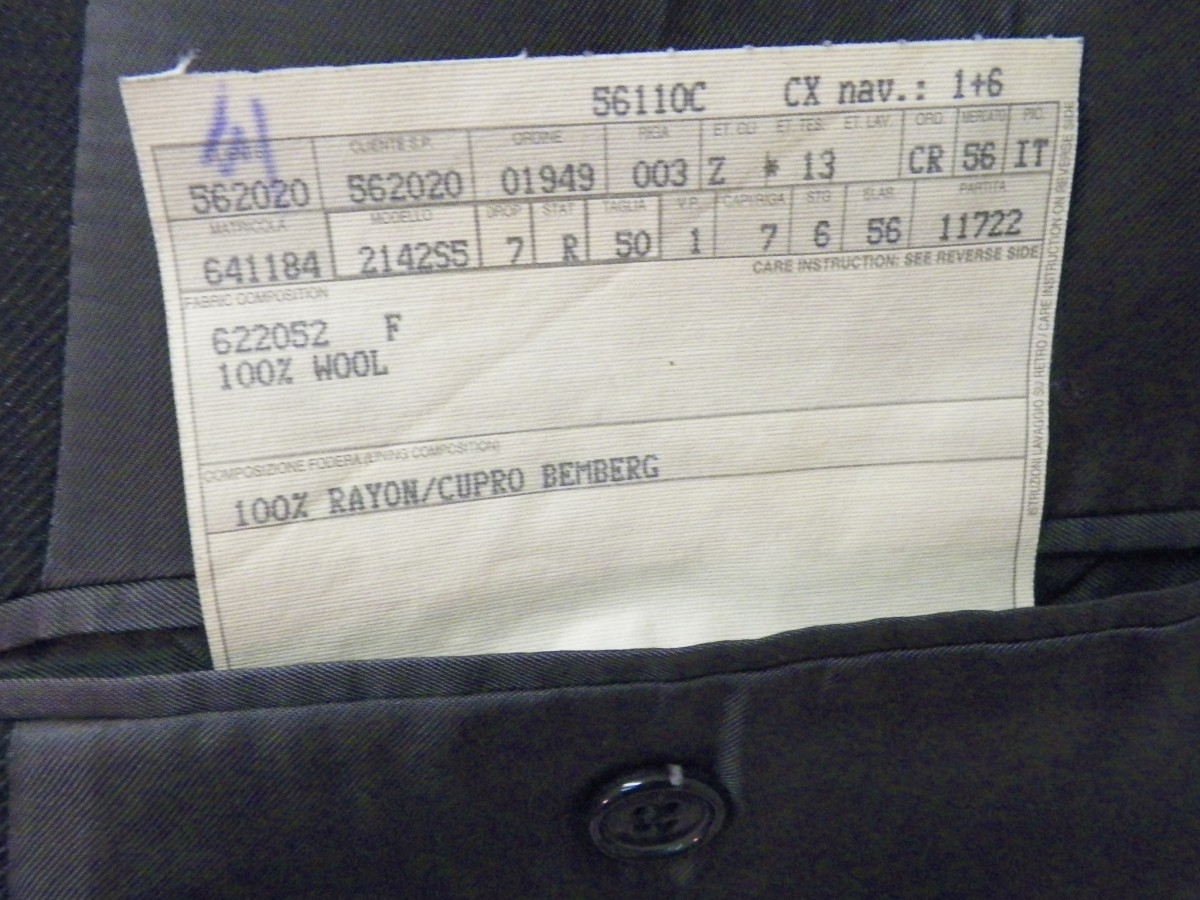 56110C CX nav.: 1+6
CLIENTE S.P. ORDINE RIGA ET. CLI ET. TES. ET. LAV. ORD. MERCATO PIC.
562020 562020 01949 003 Z * 13 CR 56 IT
MATRICOLA MODELLO DROP STAT TAGLIA V.P. CAPI RIGA STG ELAB. PARTITA
641184 2142S5 7 R 50 1 7 6 56 11722
FABRIC COMPOSITION CARE INSTRUCTION: SEE REVERSE SIDE
622052 F
100% WOOL
COMPOSIZIONE FODERA (LINING COMPOSITION)
100% RAYON/CUPRO BEMBERG
ISTRUZIONI LAVAGGIO SU RETRO / CARE INSTRUCTION ON REVERSE SIDE